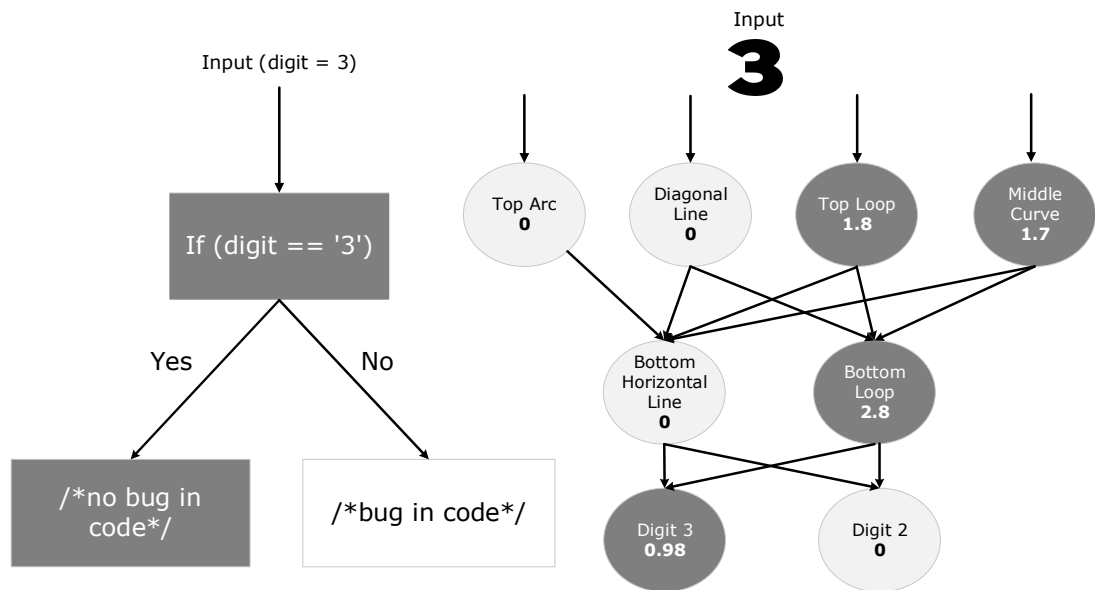 Input (digit = 3)
If (digit == '3')
Yes
No
/*no bug in
code*/
/*bug in code*/
Input
3
Top Arc
0
Diagonal
Line
0
Top Loop
1.8
Middle
Curve
1.7
Bottom
Horizontal
Line
0
Bottom
Loop
2.8
Digit 3
0.98
Digit 2
0